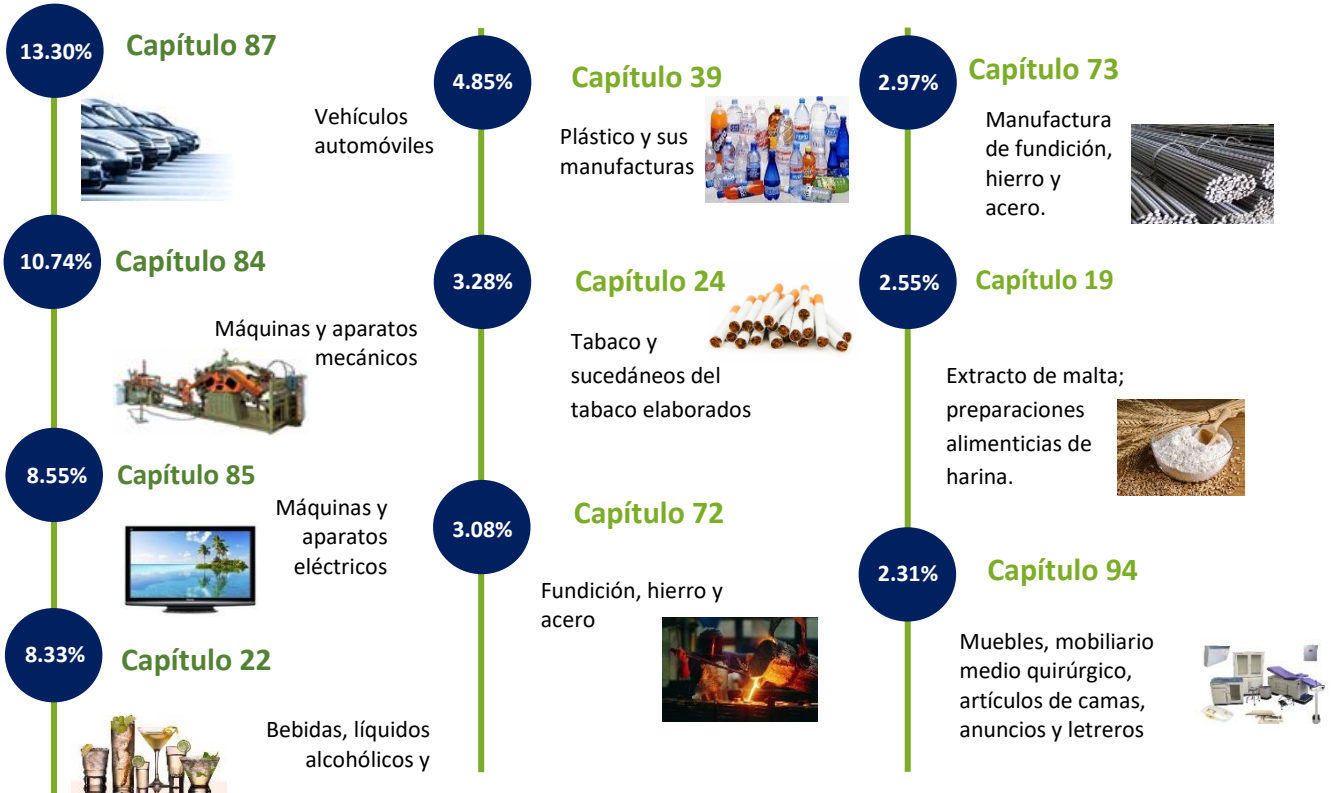 13.30%
Capítulo 87
Vehículos
automóviles
10.74%
Capítulo 84
Máquinas y aparatos
mecánicos
8.55%
Capítulo 85
Máquinas y
aparatos
eléctricos
8.33%
Capítulo 22
Bebidas, líquidos
alcohólicos y
4.85%
Capítulo 39
Plástico y sus
manufacturas
3.28%
Capítulo 24
Tabaco y
sucedáneos del
tabaco elaborados
3.08%
Capítulo 72
Fundición, hierro y
acero
2.97%
Capítulo 73
Manufactura
de fundición,
hierro y
acero.
2.55%
Capítulo 19
Extracto de malta;
preparaciones
alimenticias de
harina.
2.31%
Capítulo 94
Muebles, mobiliario
medio quirúrgico,
artículos de camas,
anuncios y letreros